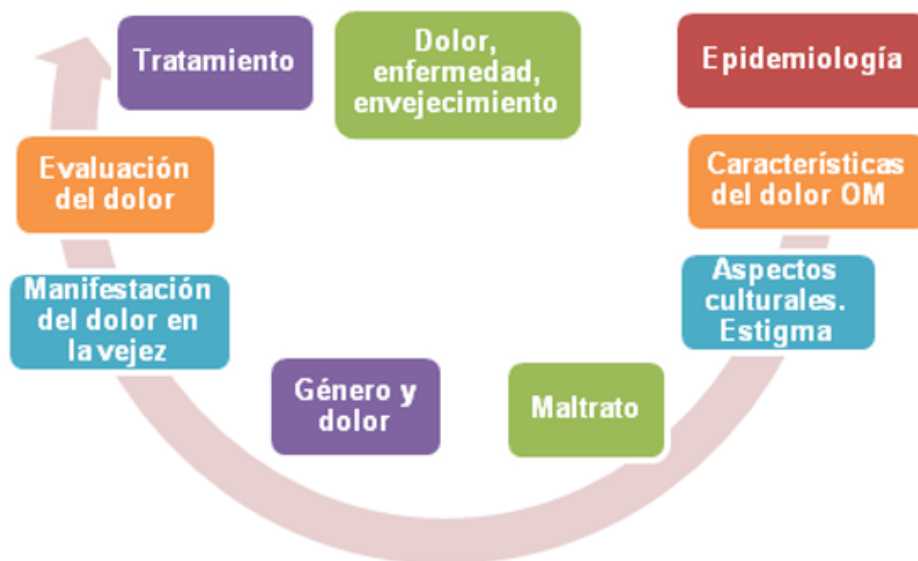 Tratamiento
Dolor,
enfermedad,
envejecimiento
Epidemiología
Evaluación
del dolor
Características
del dolor OM
Manifestación
del dolor en
la vejez
Aspectos
culturales.
Estigma
Género y
dolor
Maltrato